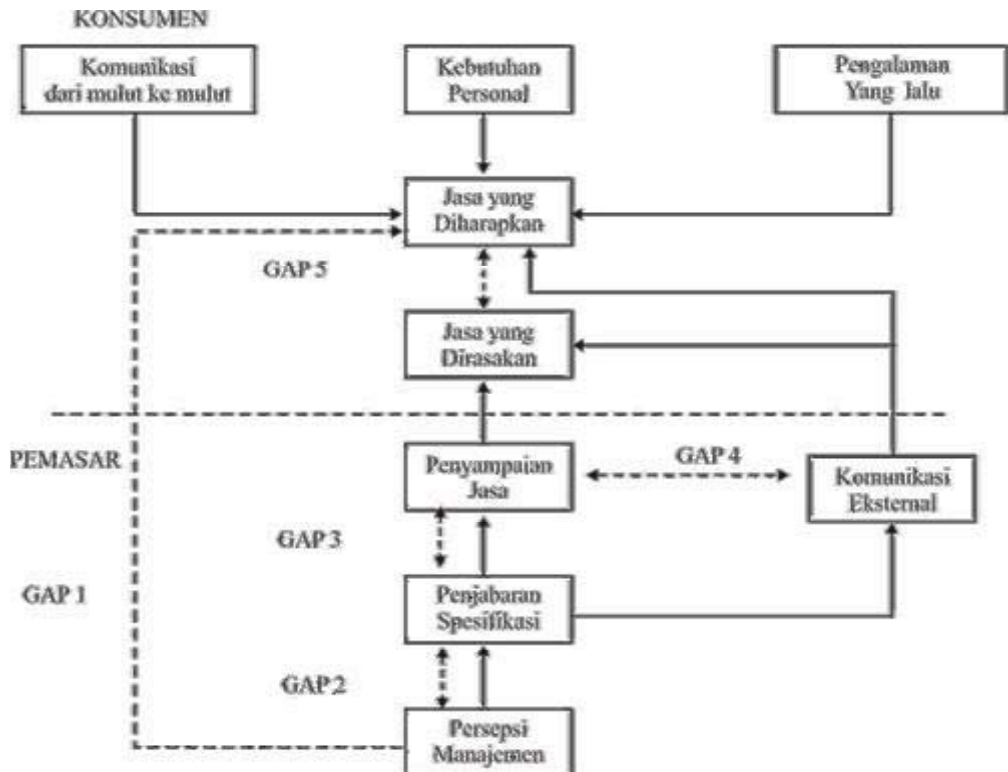 KONSUMEN
Komunikasi
dari mulut ke mulut
Kebutuhan
Personal
Pengalaman
Yang lalu
Jasa yang
Diharapkan
GAP 5
Jasa yang
Dirasakan
PEMASAR
Penyampaian
Jasa
GAP 4
Komunikasi
Eksternal
GAP 3
GAP 1
Penjabaran
Spesifikasi
GAP 2
Persepsi
Manajemen